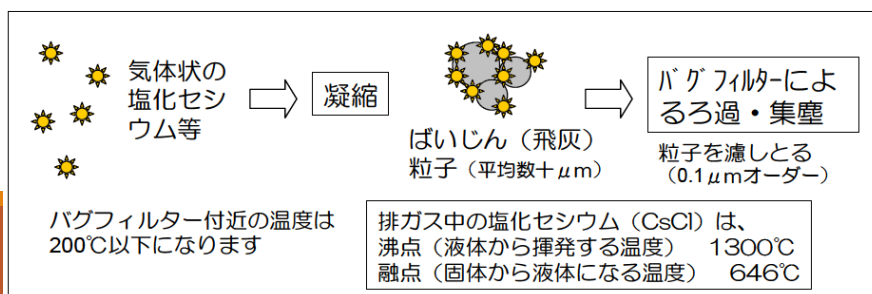 気体状の
塩化セシ
ウム等
凝縮
ばいじん（飛灰）
粒子（平均数十μm）
ﾊﾞｸﾞﾌｨﾙﾀｰによ
るろ過・集塵
粒子を濾しとる
（0.1μmオーダー）
バグフィルター付近の温度は
200℃以下になります
排ガス中の塩化セシウム（CsCl）は、
沸点（液体から揮発する温度）　1300℃
融点（固体から液体になる温度）　646℃